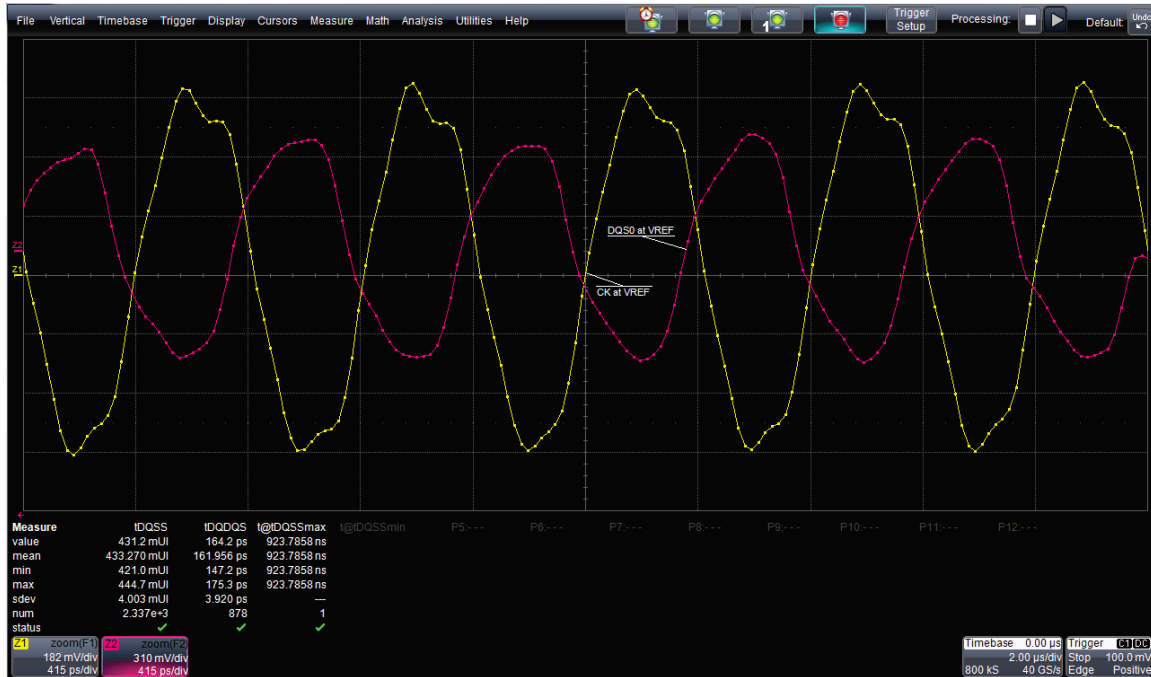 File Vertical Timebase Trigger Display Cursors Measure Math Analysis Utilities Help
1
Trigger Setup
Processing:
Default:
Undo
Z2
Z1
DQS0 at VREF
CK at VREF
Measure tDQSS tDQDQS t@tDQSSmax t@tDQSSmin P5:--- P6:--- P7:--- P8:--- P9:--- P10:--- P11:--- P12:---
value 431.2 mUI 164.2 ps 923.7858 ns
mean 433.270 mUI 161.956 ps 923.7858 ns
min 421.0 mUI 147.2 ps 923.7858 ns
max 444.7 mUI 175.3 ps 923.7858 ns
sdev 4.003 mUI 3.920 ps ---
num 2.337e+3 878 1
status
Z1 zoom(F1) Z2 zoom(F2) Timebase 0.00 µs Trigger C1 DC
182 mV/div 310 mV/div 2.00 µs/div Stop 100.0 mV
415 ps/div 415 ps/div 800 kS 40 GS/s Edge Positive